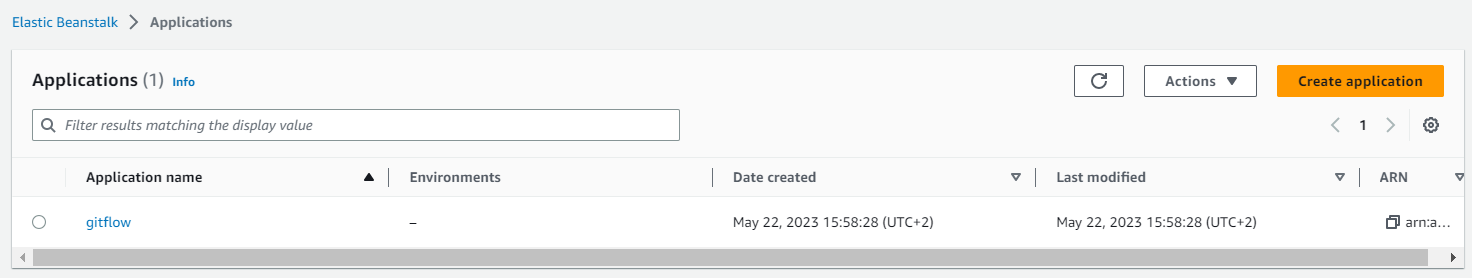 Elastic Beanstalk > Applications
Applications (1) Info
Actions
Create application
Filter results matching the display value
1
Application name Environments Date created Last modified ARN
gitflow – May 22, 2023 15:58:28 (UTC+2) May 22, 2023 15:58:28 (UTC+2) arn:a...